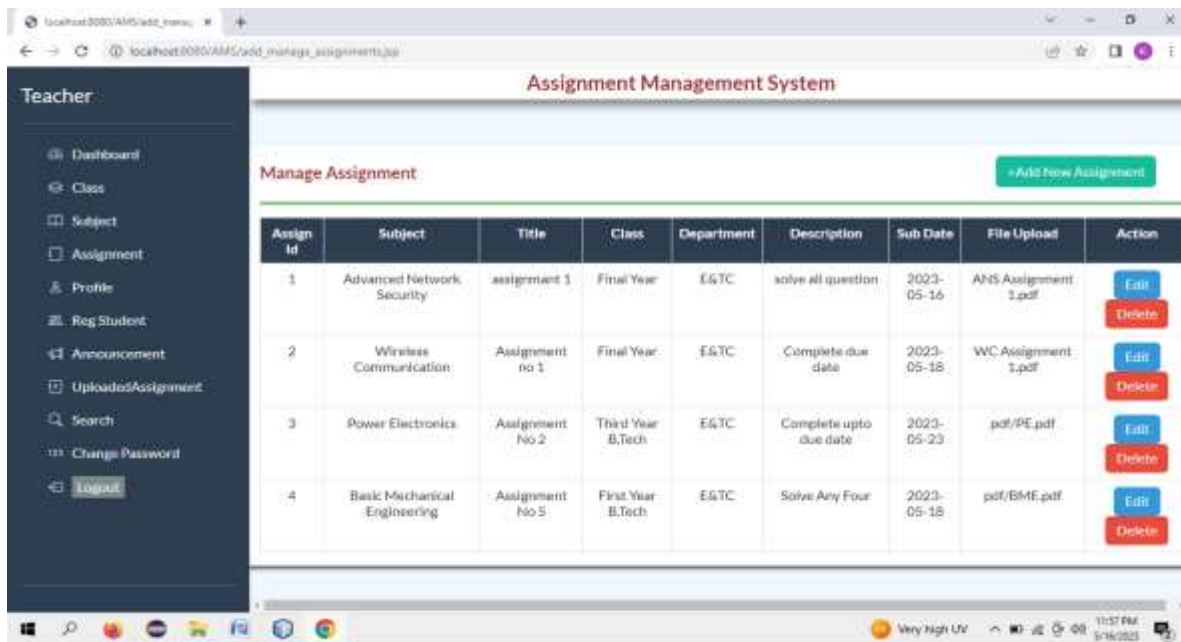 localhost:8080/AMS/add_manag
localhost:8080/AMS/add_manage_assignments.jsp
Teacher
Assignment Management System
Dashboard
Class
Subject
Assignment
Profile
Reg Student
Announcement
UploadedAssignment
Search
Change Password
Logout
Manage Assignment
+Add New Assignment
Assign Id Subject Title Class Department Description Sub Date File Upload Action
1 Advanced Network assignmant 1 Final Year E&TC solve all question 2023- ANS Assignment Edit
Security 05-16 1.pdf Delete
2 Wireless Assignment Final Year E&TC Complete due 2023- WC Assignment Edit
Communication no 1 date 05-18 1.pdf Delete
3 Power Electronics Assignment Third Year E&TC Complete upto 2023- pdf/PE.pdf Edit
No 2 B.Tech due date 05-23 Delete
4 Basic Mechanical Assignment First Year E&TC Solve Any Four 2023- pdf/BME.pdf Edit
Engineering No 5 B.Tech 05-18 Delete
Very high UV
11:57 PM
5/16/2023